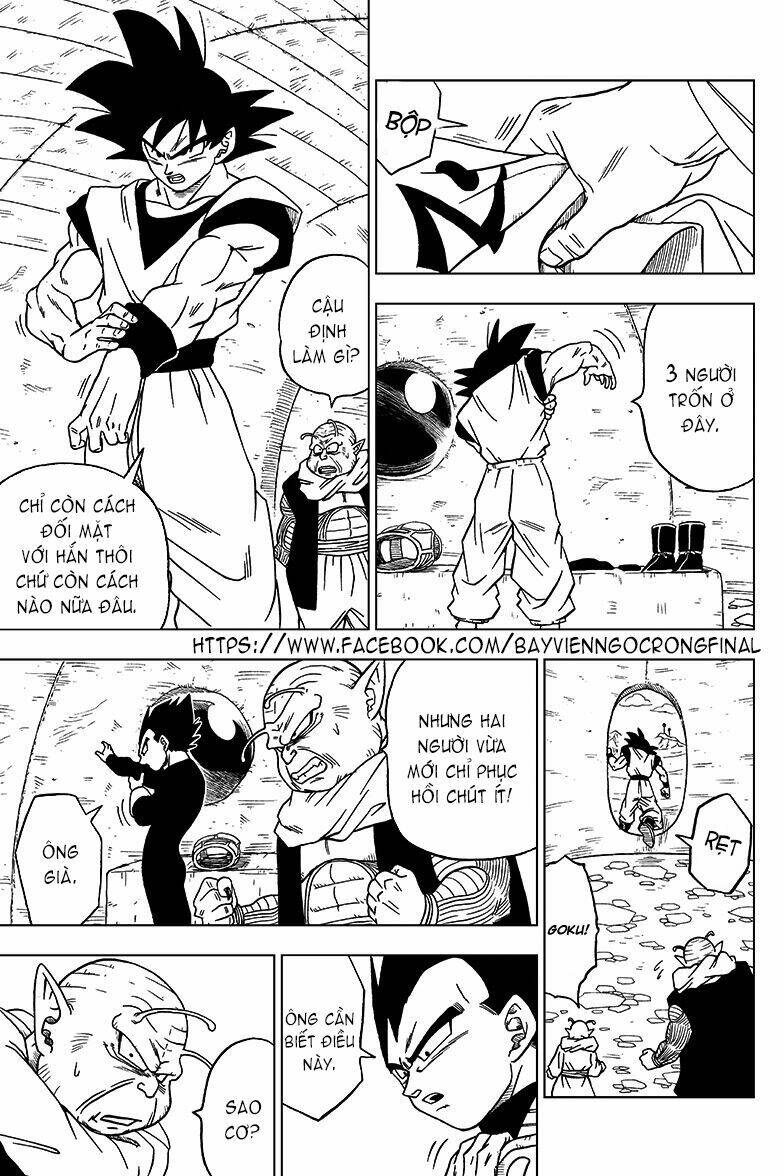 BỘP
CẬU
ĐỊNH
LÀM GÌ?
CHỈ CÒN CÁCH
ĐỐI MẶT
VỚI HẮN THÔI
CHỨ CÒN CÁCH
NÀO NỮA ĐÂU.
3 NGƯỜI
TRỐN Ở
ĐÂY.
HTTPS://WWW.FACEBOOK.COM/BAYVIENNGOCRONGFINAL
RẸT
GOKU!
NHƯNG HAI
NGƯỜI VỪA
MỚI CHỈ PHỤC
HỒI CHÚT ÍT!
ÔNG
GIÀ.
ÔNG CẦN
BIẾT ĐIỀU
NÀY.
SAO
CƠ?